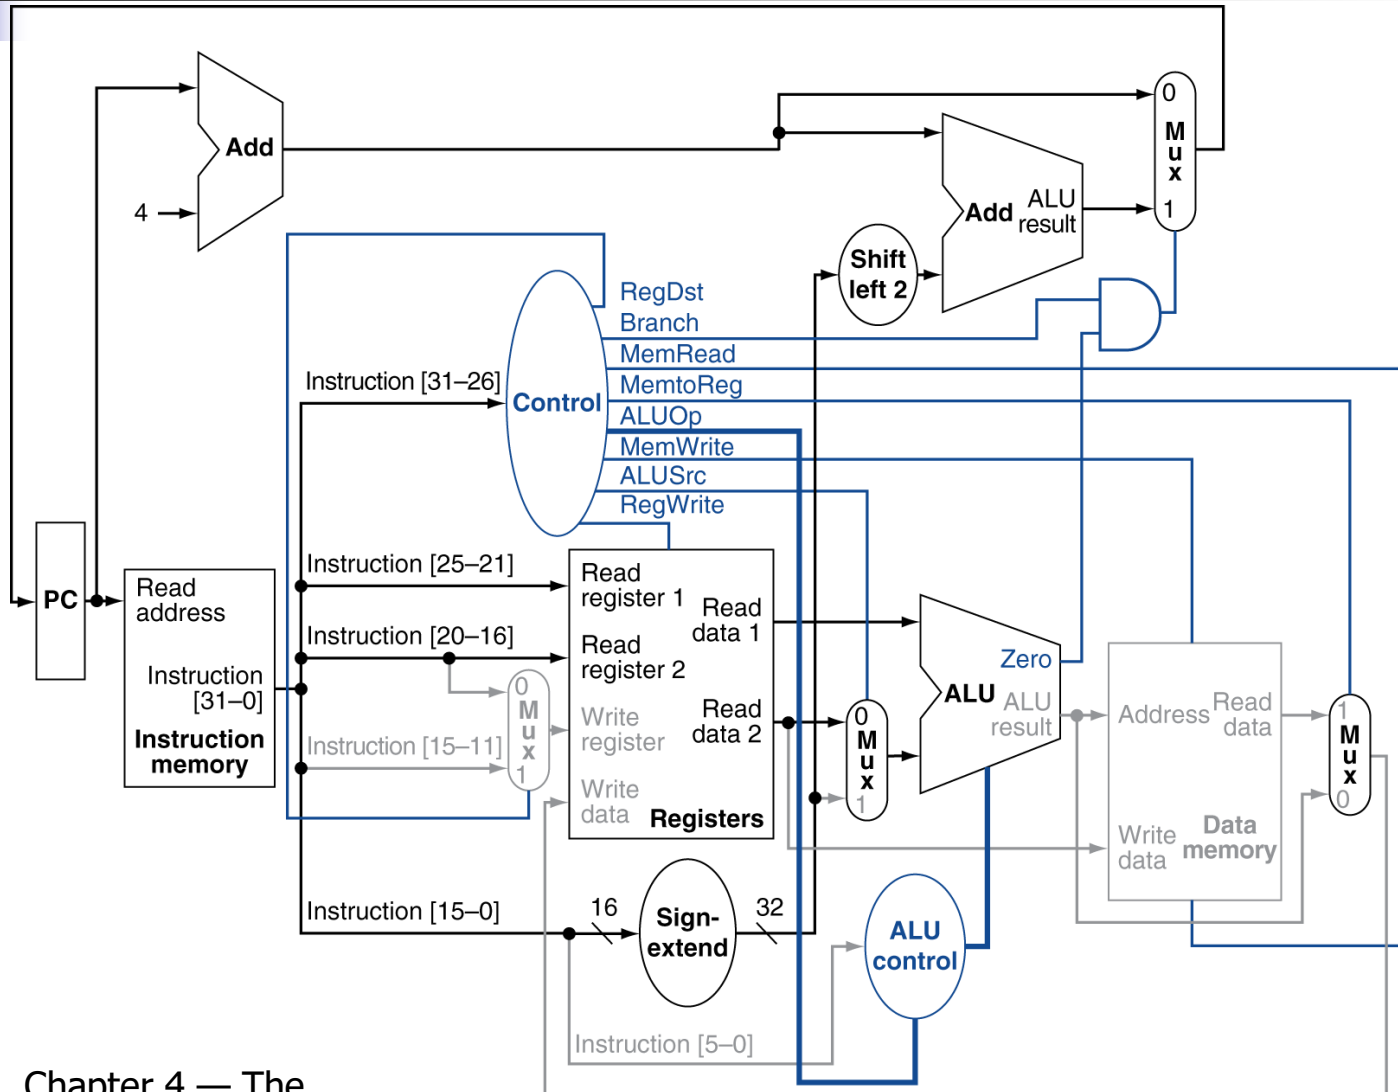 0
M
u
x
1
Add
4
Add
ALU
result
Shift
left 2
RegDst
Branch
MemRead
MemtoReg
ALUOp
MemWrite
ALUSrc
RegWrite
Instruction [31–26]
Control
PC
Read
address
Instruction
[31–0]
Instruction
memory
Instruction [25–21]
Instruction [20–16]
Instruction [15–11]
0
M
u
x
1
Read
register 1
Read
register 2
Write
register
Write
data
Read
data 1
Read
data 2
Registers
0
M
u
x
1
Zero
ALU
ALU
result
Address
Read
data
Write
data
Data
memory
1
M
u
x
0
Instruction [15–0]
16
Sign-
extend
32
ALU
control
Instruction [5–0]
Chapter 4 — The